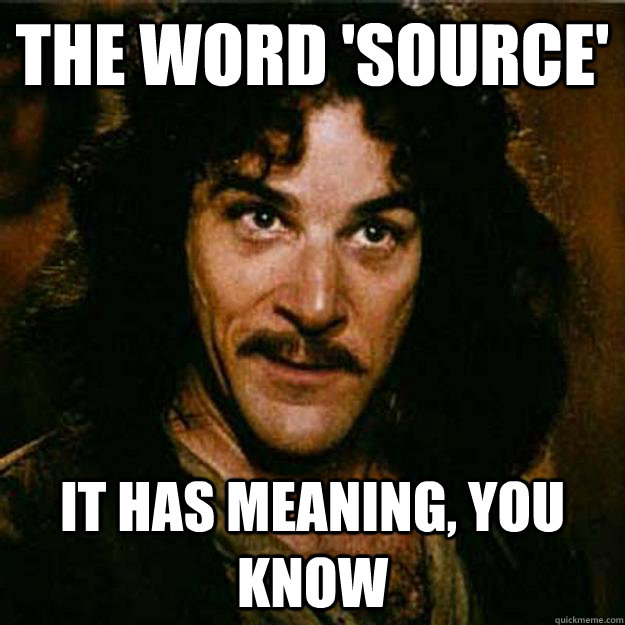 THE WORD 'SOURCE'
IT HAS MEANING, YOU
KNOW
quickmeme.com